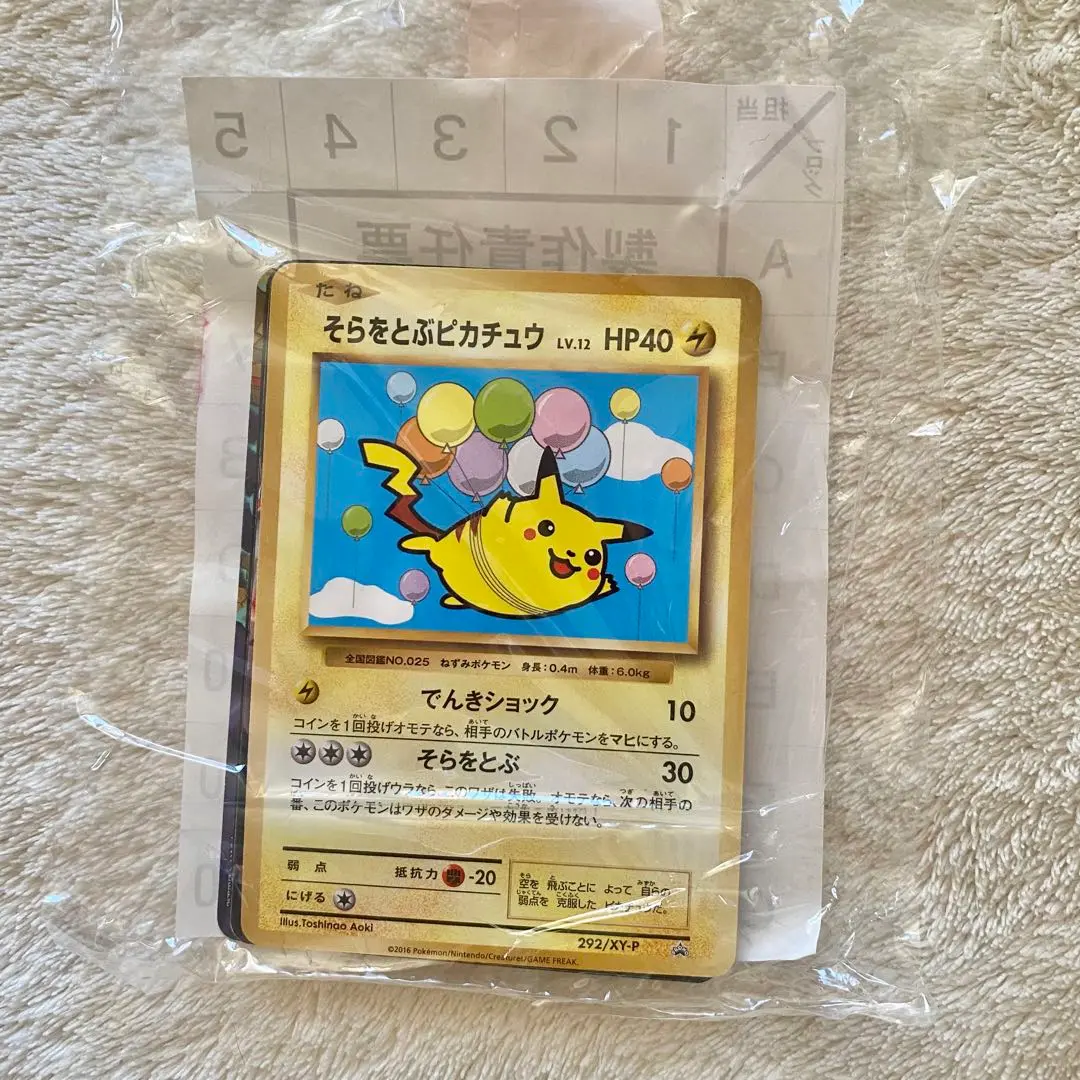 担当
ブロック
1
2
3
4
5
製作責任票
A
たね
そらをとぶピカチュウ LV.12 HP40
全国図鑑NO.025 ねずみポケモン 身長:0.4m 体重:6.0kg
でんきショック 10
コインを1回投げオモテなら、相手のバトルポケモンをマヒにする。
そらをとぶ 30
コインを1回投げウラなら、このワザは失敗。オモテなら、次の相手の
番、このポケモンはワザのダメージや効果を受けない。
弱点 抵抗力 -20
にげる
空を飛ぶことによって自らの
弱点を克服したピカチュウだ。
Illus.Toshinao Aoki
292/XY-P
©2016 Pokémon/Nintendo/Creatures/GAME FREAK.